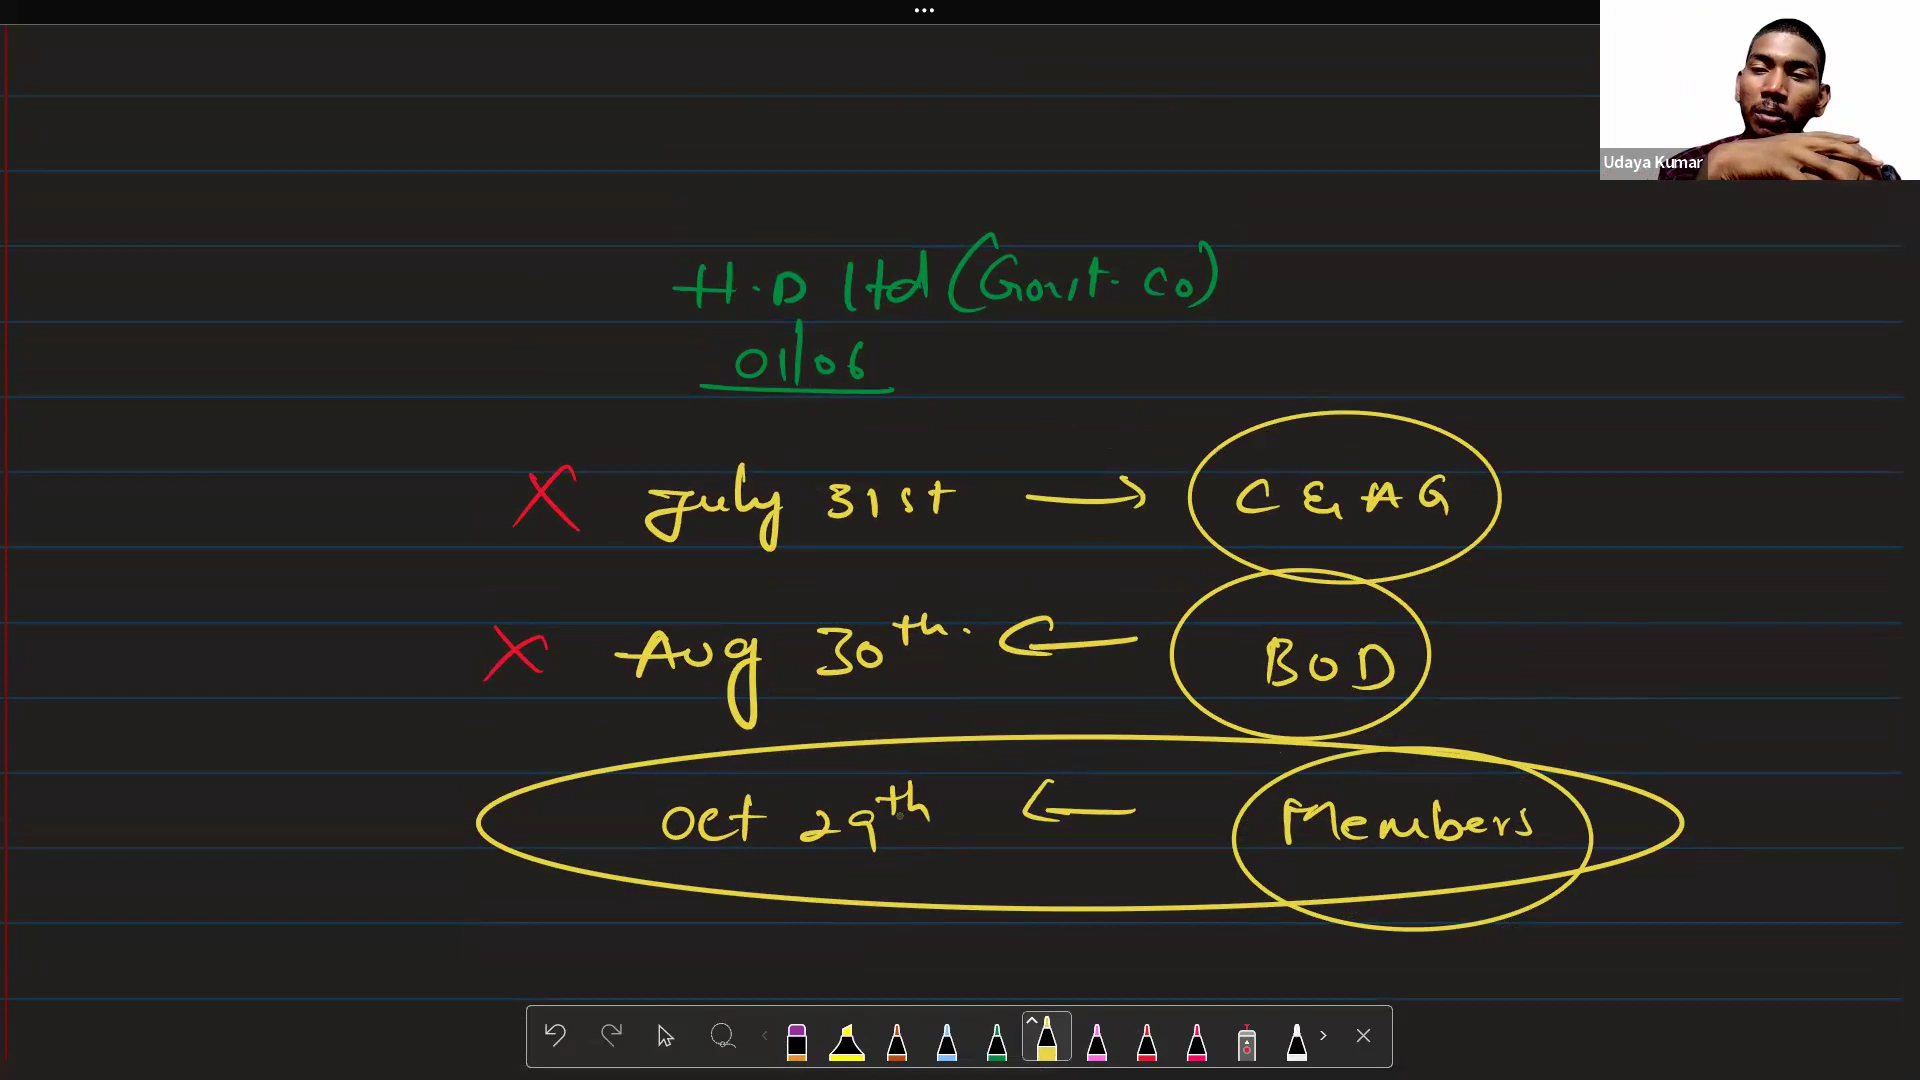 Udaya Kumar
H.D ltd (Govt. Co)
01/06
X July 31st → C & AG
X Aug 30th. ← BOD
Oct 29th ← Members